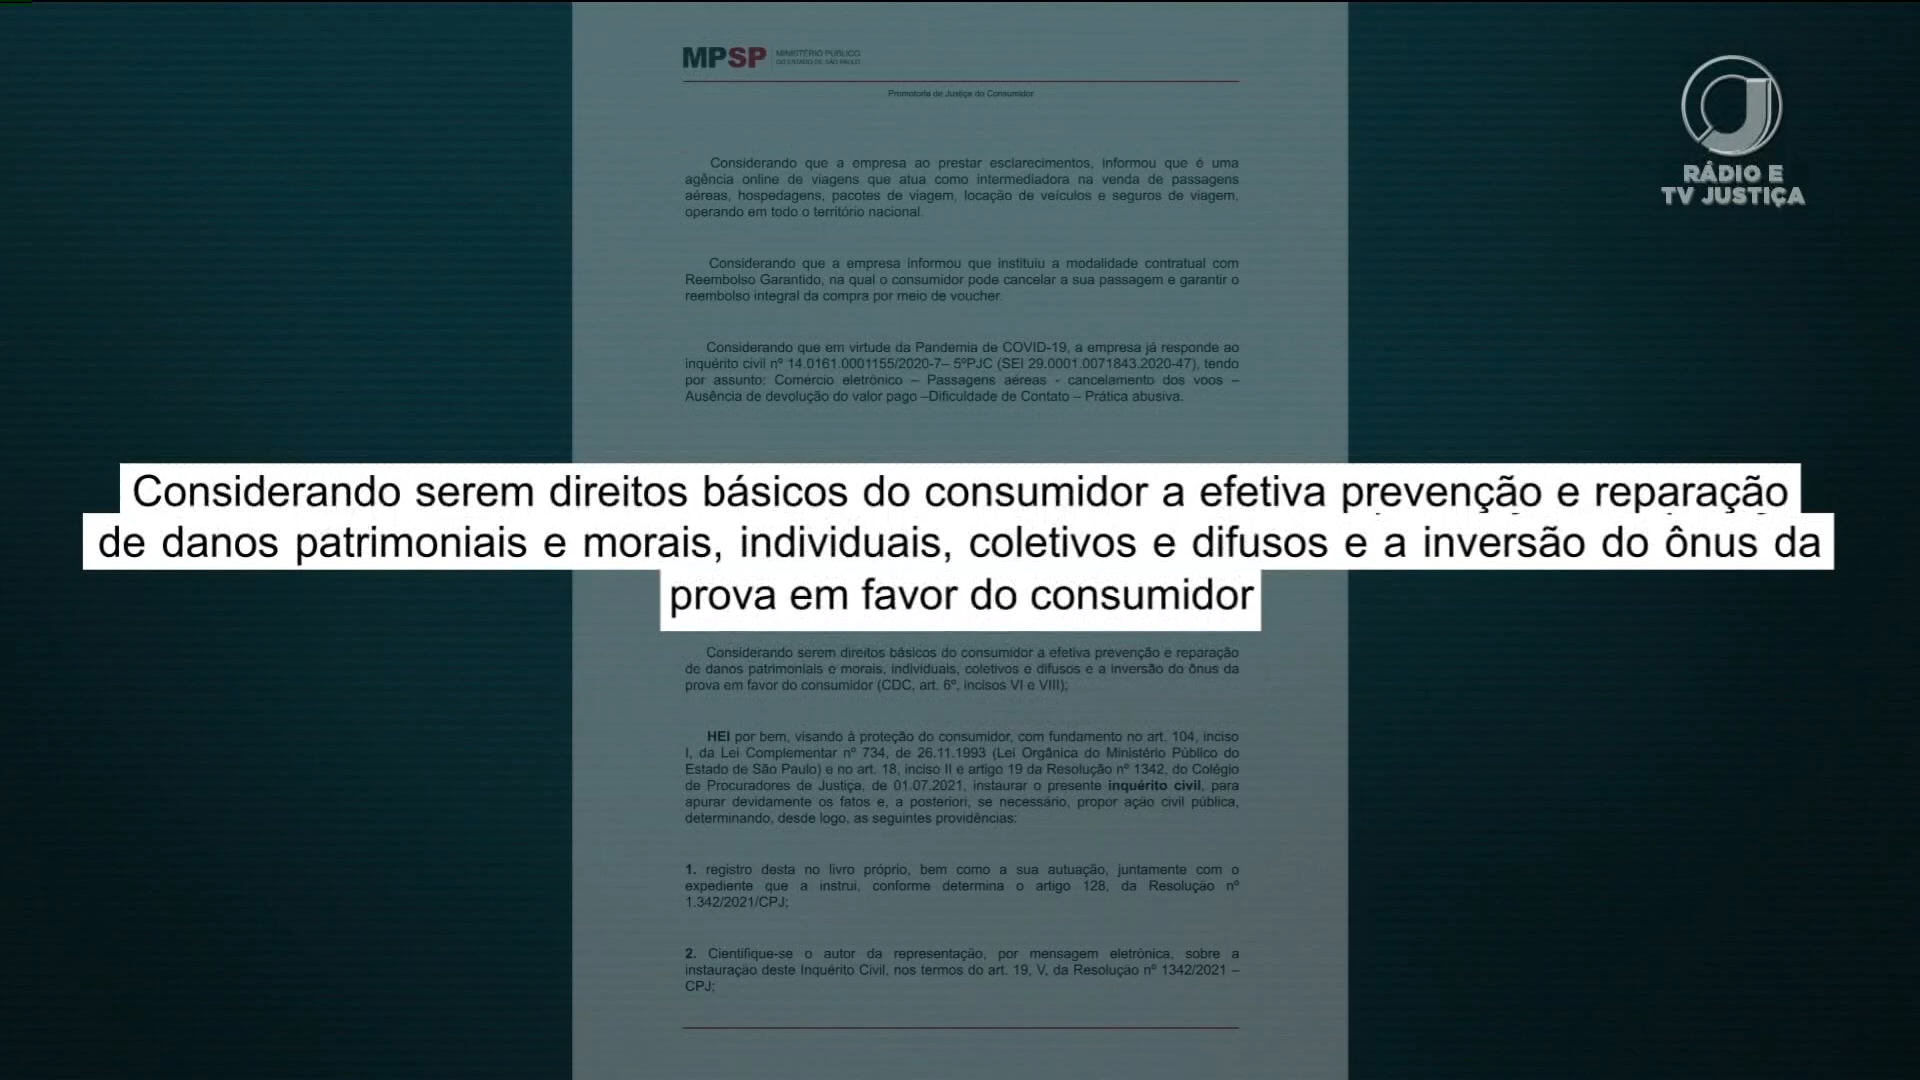 MPSP MINISTÉRIO PÚBLICO
DO ESTADO DE SÃO PAULO
Promotoria de Justiça do Consumidor
RÁDIO E
TV JUSTIÇA
Considerando que a empresa ao prestar esclarecimentos, informou que é uma
agência online de viagens que atua como intermediadora na venda de passagens
aéreas, hospedagens, pacotes de viagem, locação de veículos e seguros de viagem,
operando em todo o território nacional.
Considerando que a empresa informou que instituiu a modalidade contratual com
Reembolso Garantido, na qual o consumidor pode cancelar a sua passagem e garantir o
reembolso integral da compra por meio de voucher.
Considerando que em virtude da Pandemia de COVID-19, a empresa já responde ao
inquérito civil nº 14.0161.0001155/2020-7– 5ºPJC (SEI 29.0001.0071843.2020-47), tendo
por assunto: Comércio eletrônico – Passagens aéreas - cancelamento dos voos –
Ausência de devolução do valor pago –Dificuldade de Contato – Prática abusiva.
Considerando serem direitos básicos do consumidor a efetiva prevenção e reparação
de danos patrimoniais e morais, individuais, coletivos e difusos e a inversão do ônus da
prova em favor do consumidor
Considerando serem direitos básicos do consumidor a efetiva prevenção e reparação
de danos patrimoniais e morais, individuais, coletivos e difusos e a inversão do ônus da
prova em favor do consumidor (CDC, art. 6º, incisos VI e VIII);
HEI por bem, visando à proteção do consumidor, com fundamento no art. 104, inciso
I, da Lei Complementar nº 734, de 26.11.1993 (Lei Orgânica do Ministério Público do
Estado de São Paulo) e no art. 18, inciso II e artigo 19 da Resolução nº 1342, do Colégio
de Procuradores de Justiça, de 01.07.2021, instaurar o presente inquérito civil, para
apurar devidamente os fatos e, a posteriori, se necessário, propor ação civil pública,
determinando, desde logo, as seguintes providências:
1. registro desta no livro próprio, bem como a sua autuação, juntamente com o
expediente que a instrui, conforme determina o artigo 128, da Resolução nº
1.342/2021/CPJ;
2. Cientifique-se o autor da representação, por mensagem eletrônica, sobre a
instauração deste Inquérito Civil, nos termos do art. 19, V, da Resolução nº 1342/2021 –
CPJ;